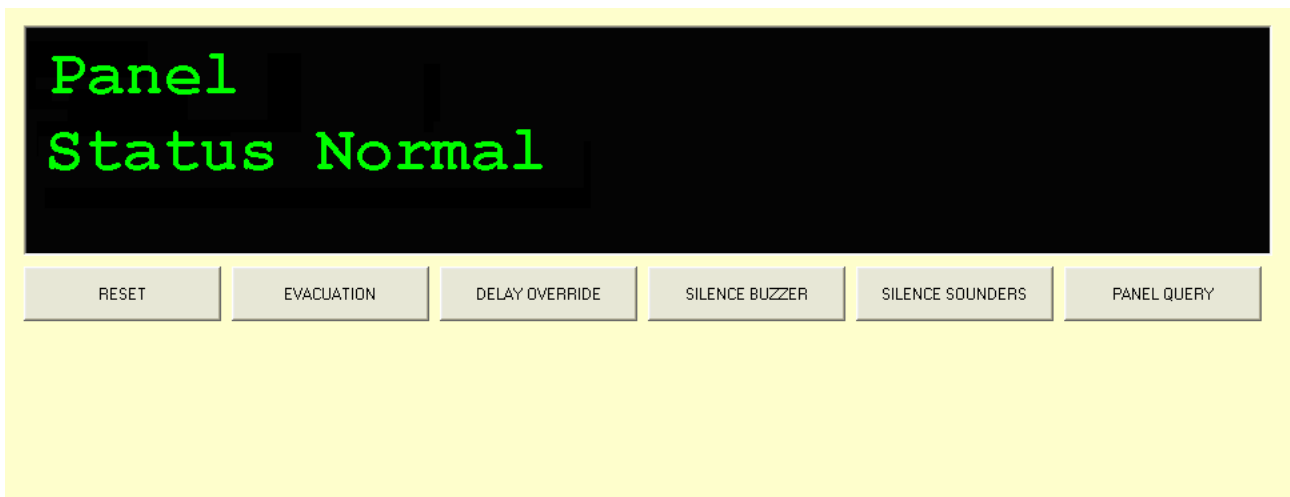 Panel
Status Normal
RESET
EVACUATION
DELAY OVERRIDE
SILENCE BUZZER
SILENCE SOUNDERS
PANEL QUERY